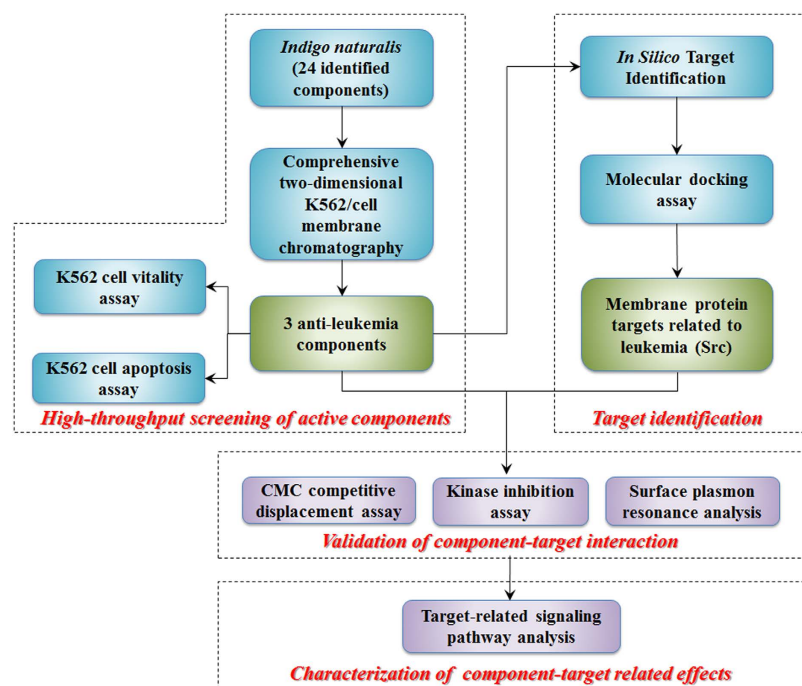 Indigo naturalis
(24 identified
components)
Comprehensive
two-dimensional
K562/cell
membrane
chromatography
K562 cell vitality
assay
3 anti-leukemia
components
K562 cell apoptosis
assay
High-throughput screening of active components
In Silico Target
Identification
Molecular docking
assay
Membrane protein
targets related to
leukemia (Src)
Target identification
CMC competitive
displacement assay
Kinase inhibition
assay
Surface plasmon
resonance analysis
Validation of component-target interaction
Target-related signaling
pathway analysis
Characterization of component-target related effects